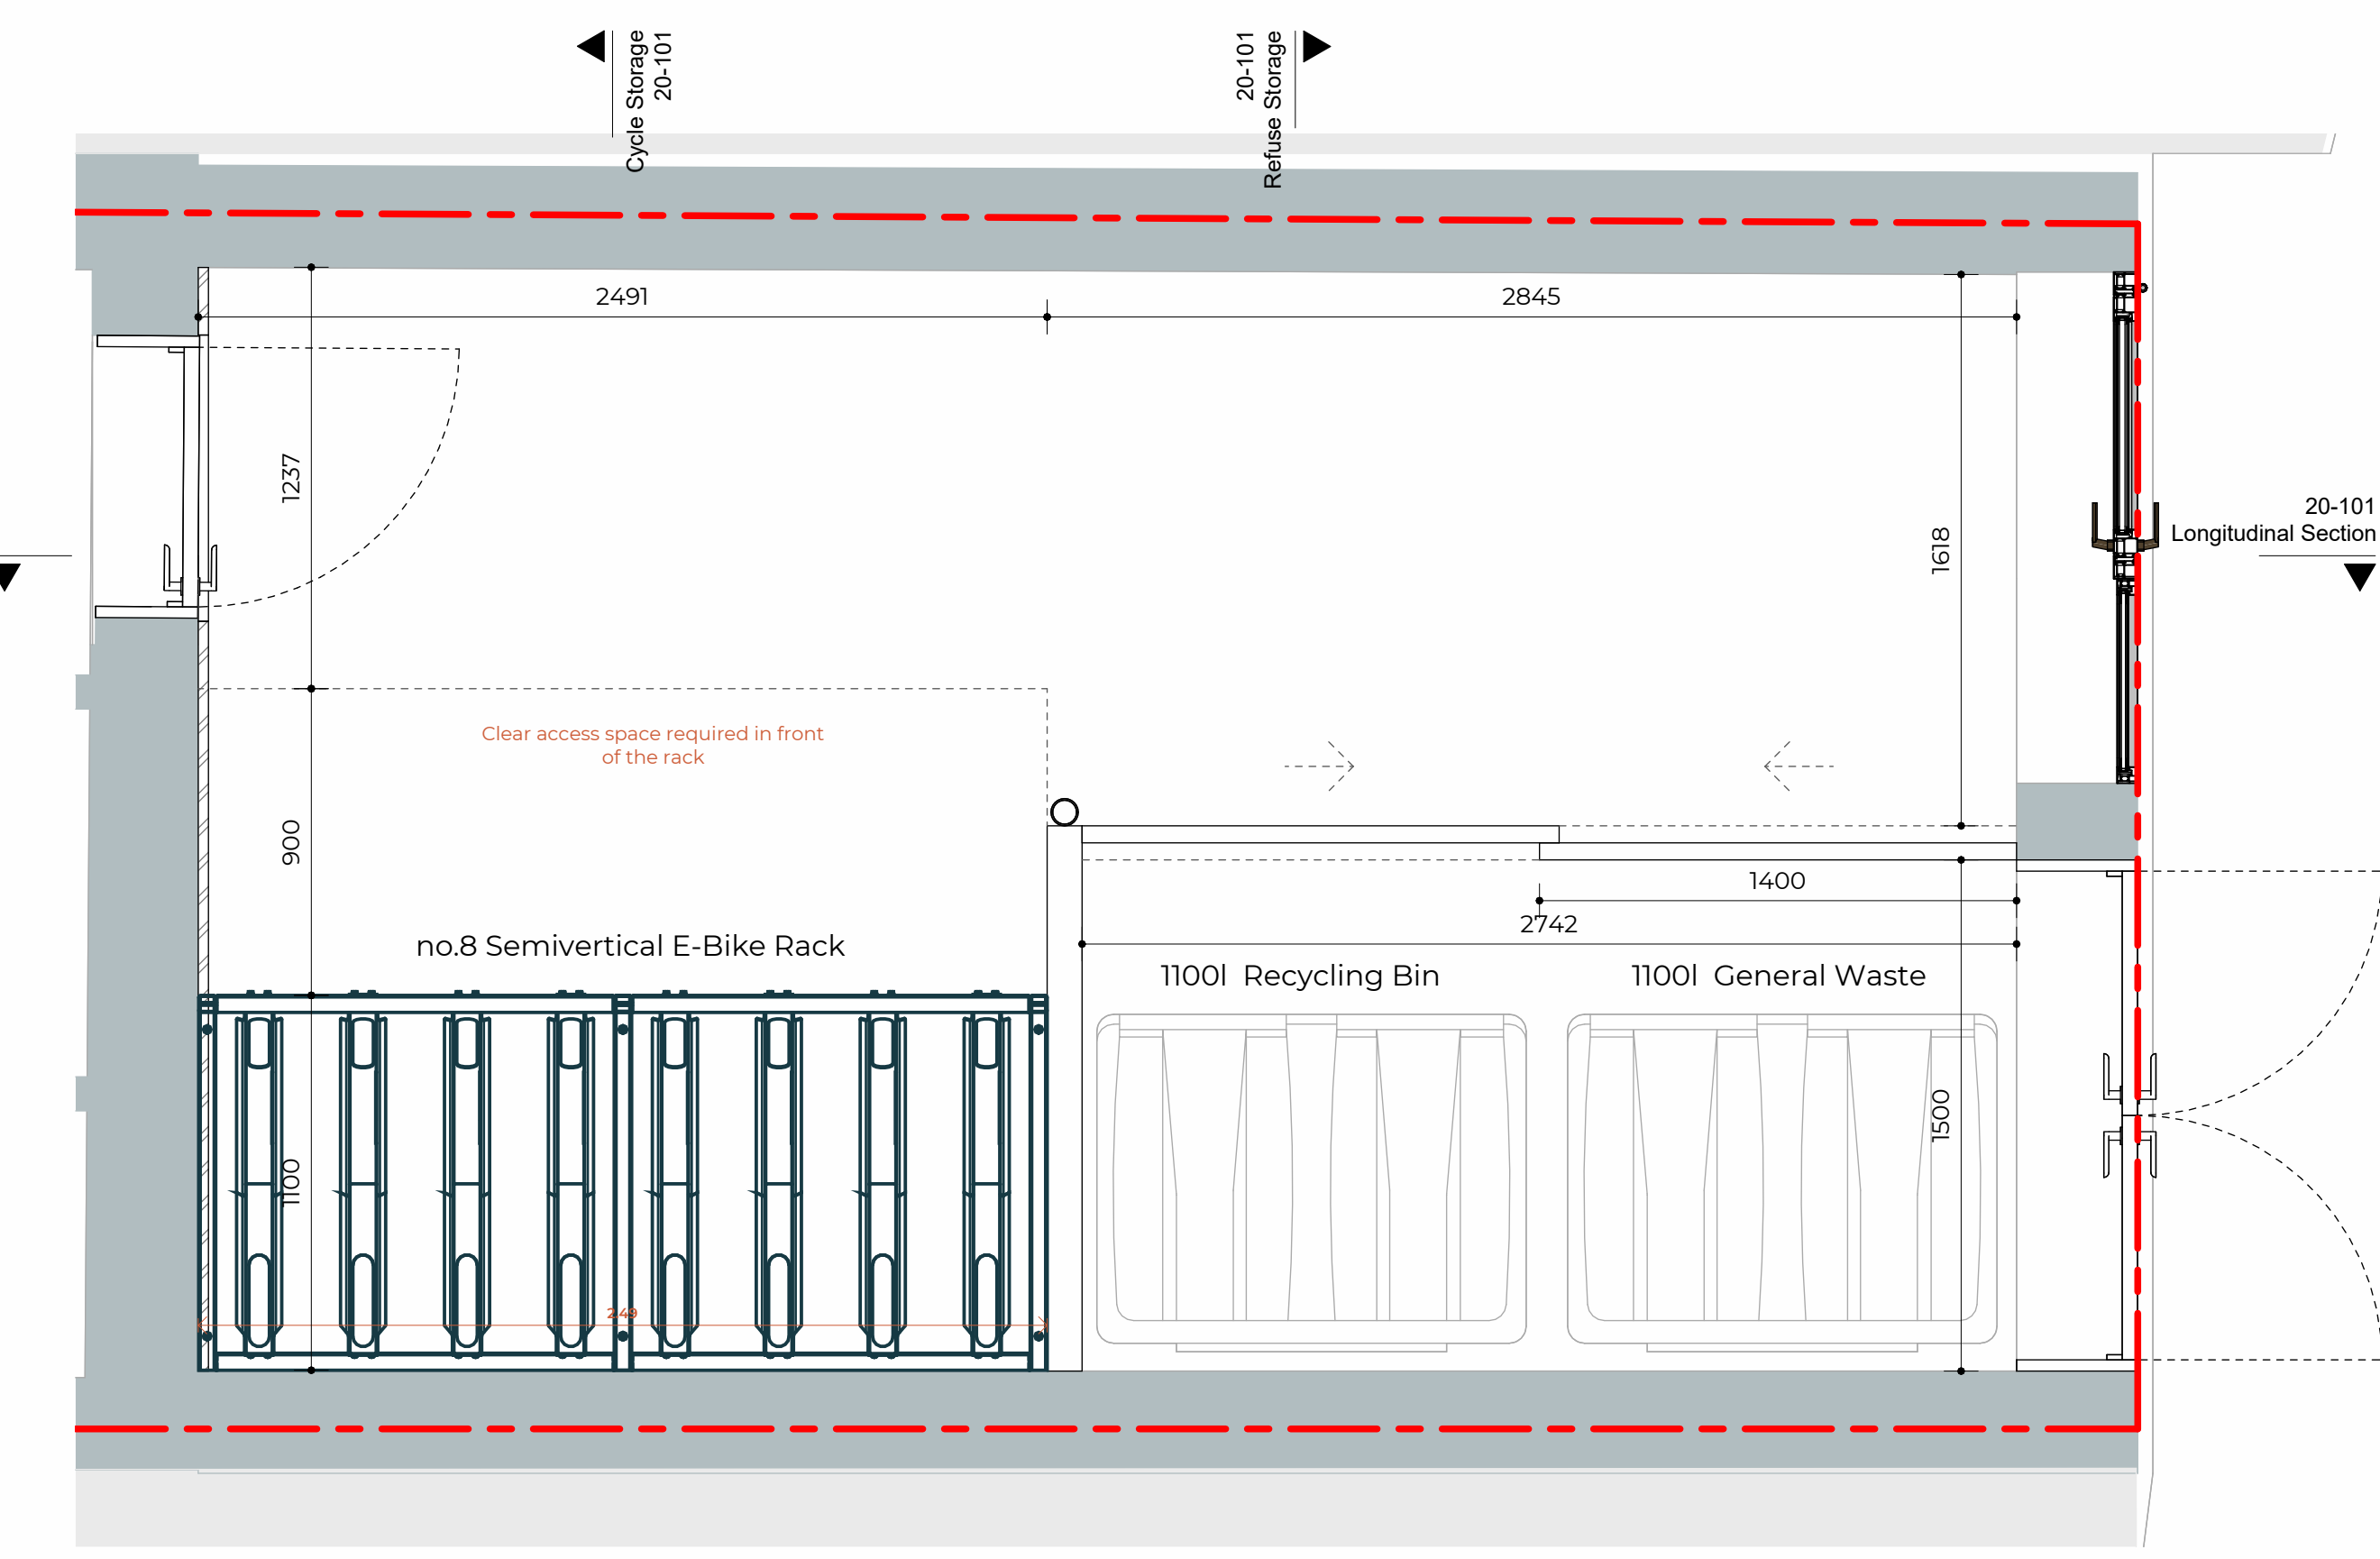 Cycle Storage
20-101
20-101
Refuse Storage
2491
2845
1237
1618
20-101
Longitudinal Section
Clear access space required in front
of the rack
900
1400
2742
no.8 Semivertical E-Bike Rack
1100l Recycling Bin
1100l General Waste
1100
1500
2.49